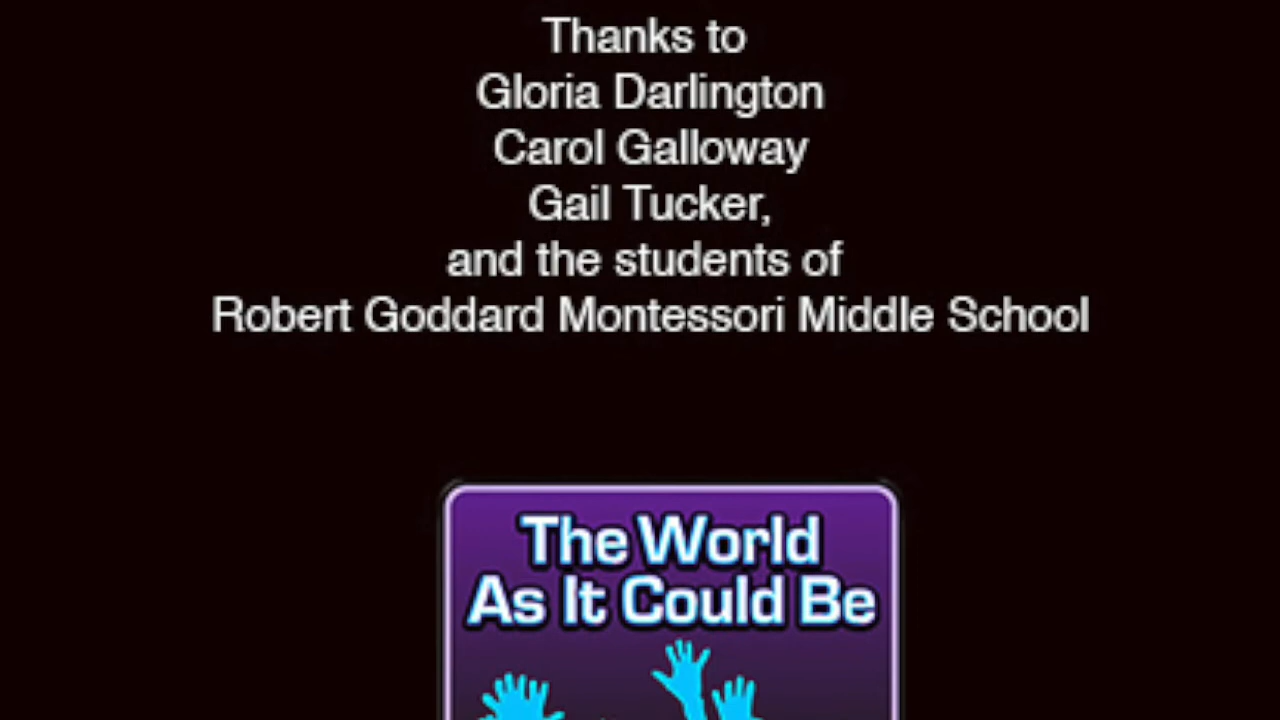 Thanks to
Gloria Darlington
Carol Galloway
Gail Tucker,
and the students of
Robert Goddard Montessori Middle School
The World
As It Could Be